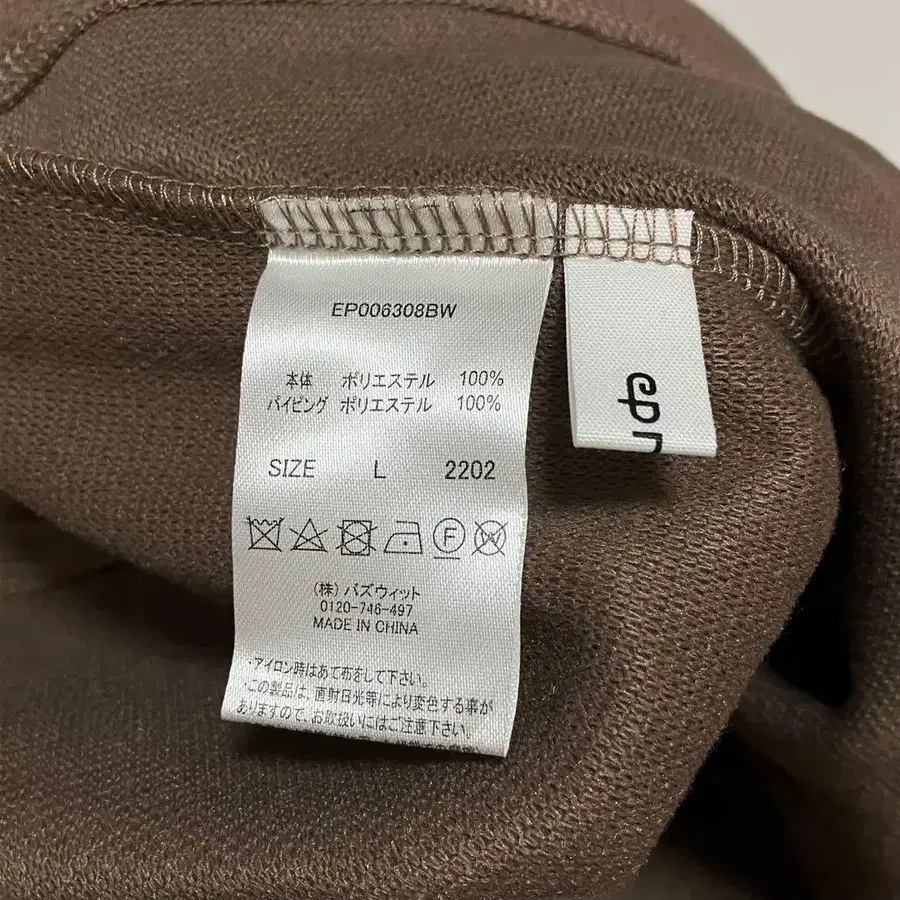 EP006308BW
本体 ポリエステル 100%
パイピング ポリエステル 100%
SIZE L 2202
F
W
(株) バズウィット
0120-746-497
MADE IN CHINA
・アイロン時はあて布をして下さい。
・この製品は、直射日光等により変色する事が
ありますので、お取扱いにはご注意下さい。